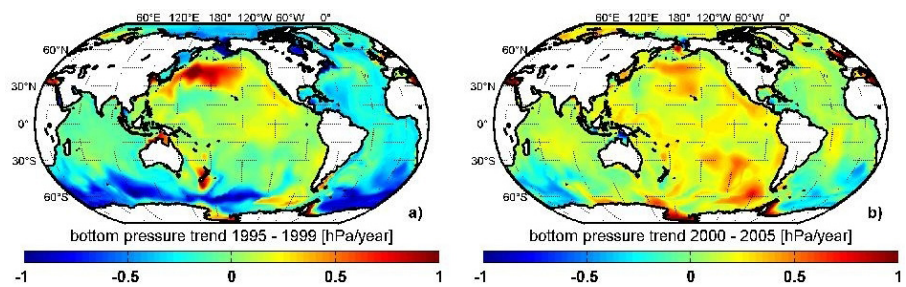 60°E 120°E 180° 120°W 60°W
60°N
30°N
0°
30°S
60°S
a)
bottom pressure trend 1995 - 1999 [hPa/year]
-1 -0.5 0 0.5 1
60°E 120°E 180° 120°W 60°W
60°N
30°N
0°
30°S
60°S
b)
bottom pressure trend 2000 - 2005 [hPa/year]
-1 -0.5 0 0.5 1